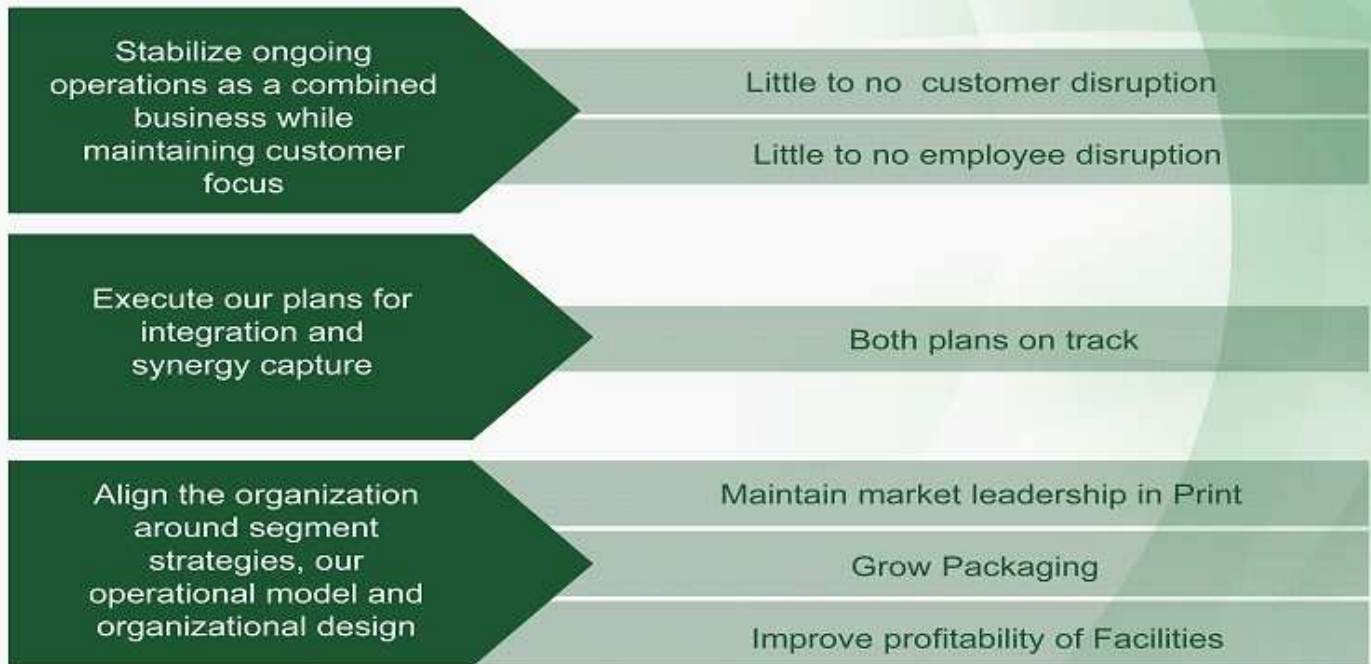 Stabilize ongoing
operations as a combined
business while
maintaining customer
focus
Little to no customer disruption
Little to no employee disruption
Execute our plans for
integration and
synergy capture
Both plans on track
Align the organization
around segment
strategies, our
operational model and
organizational design
Maintain market leadership in Print
Grow Packaging
Improve profitability of Facilities